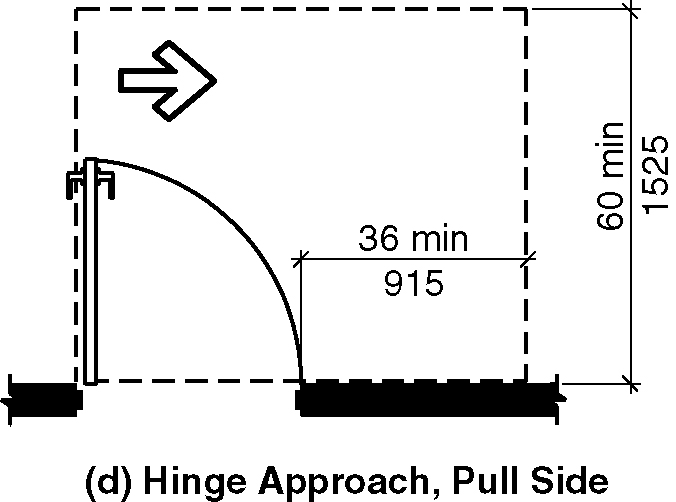 60 min
1525
36 min
915
(d) Hinge Approach, Pull Side